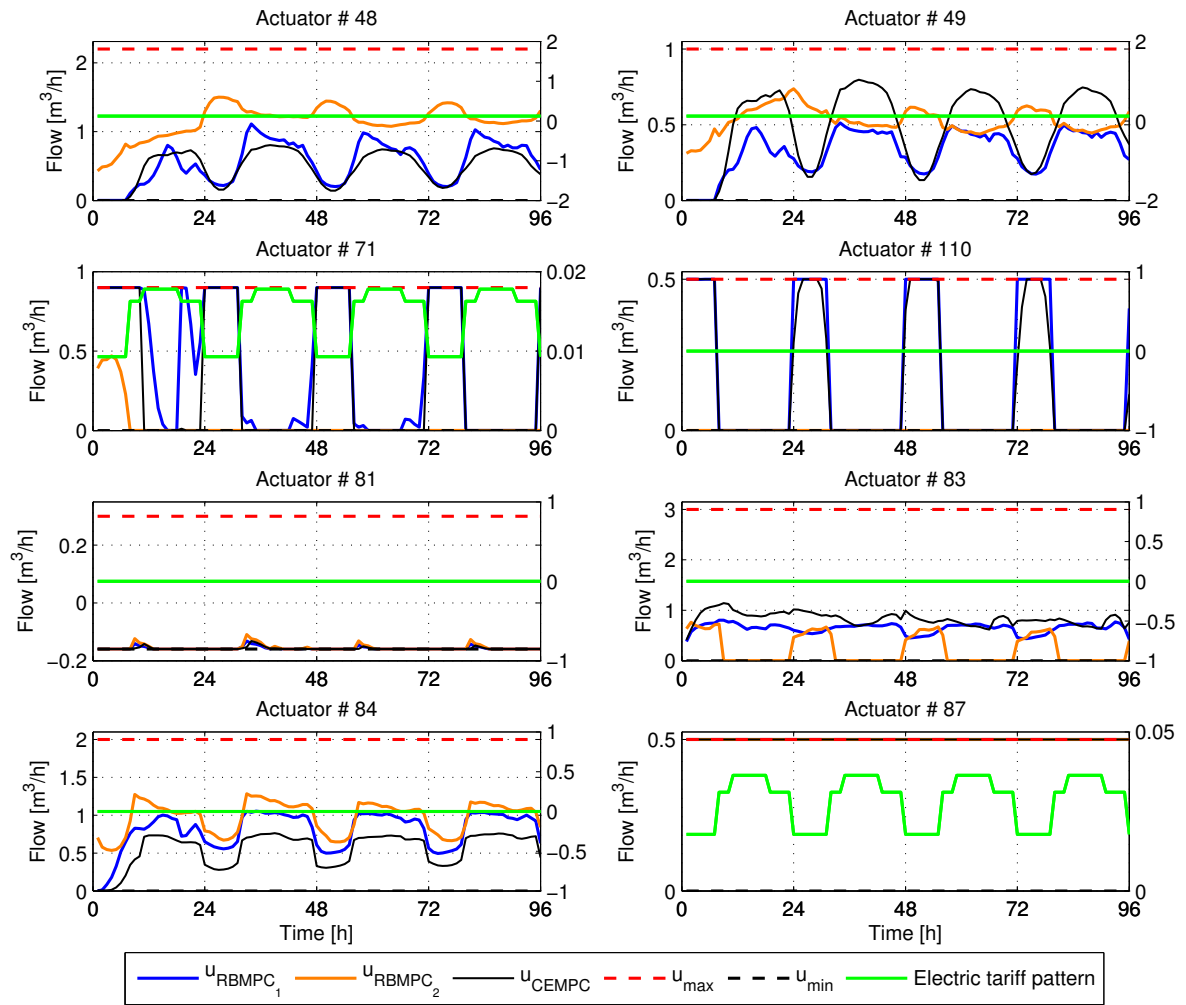 Actuator # 48
Flow [m³/h]
0 1 2
−2 −1 0 1 2
0 24 48 72 96
Actuator # 49
Flow [m³/h]
0 0.5 1
−2 −1 0 1 2
0 24 48 72 96
Actuator # 71
Flow [m³/h]
0 0.5 1
0 0.01 0.02
0 24 48 72 96
Actuator # 110
Flow [m³/h]
0 0.5
−1 0 1
0 24 48 72 96
Actuator # 81
Flow [m³/h]
−0.2 0 0.2
−1 0 1
0 24 48 72 96
Actuator # 83
Flow [m³/h]
0 1 2 3
−1 −0.5 0 0.5 1
0 24 48 72 96
Actuator # 84
Flow [m³/h]
0 0.5 1 1.5 2
−1 −0.5 0 0.5 1
0 24 48 72 96
Time [h]
Actuator # 87
Flow [m³/h]
0 0.5
0 0.05
0 24 48 72 96
Time [h]
u_RBMPC_1 u_RBMPC_2 u_CEMPC u_max u_min Electric tariff pattern